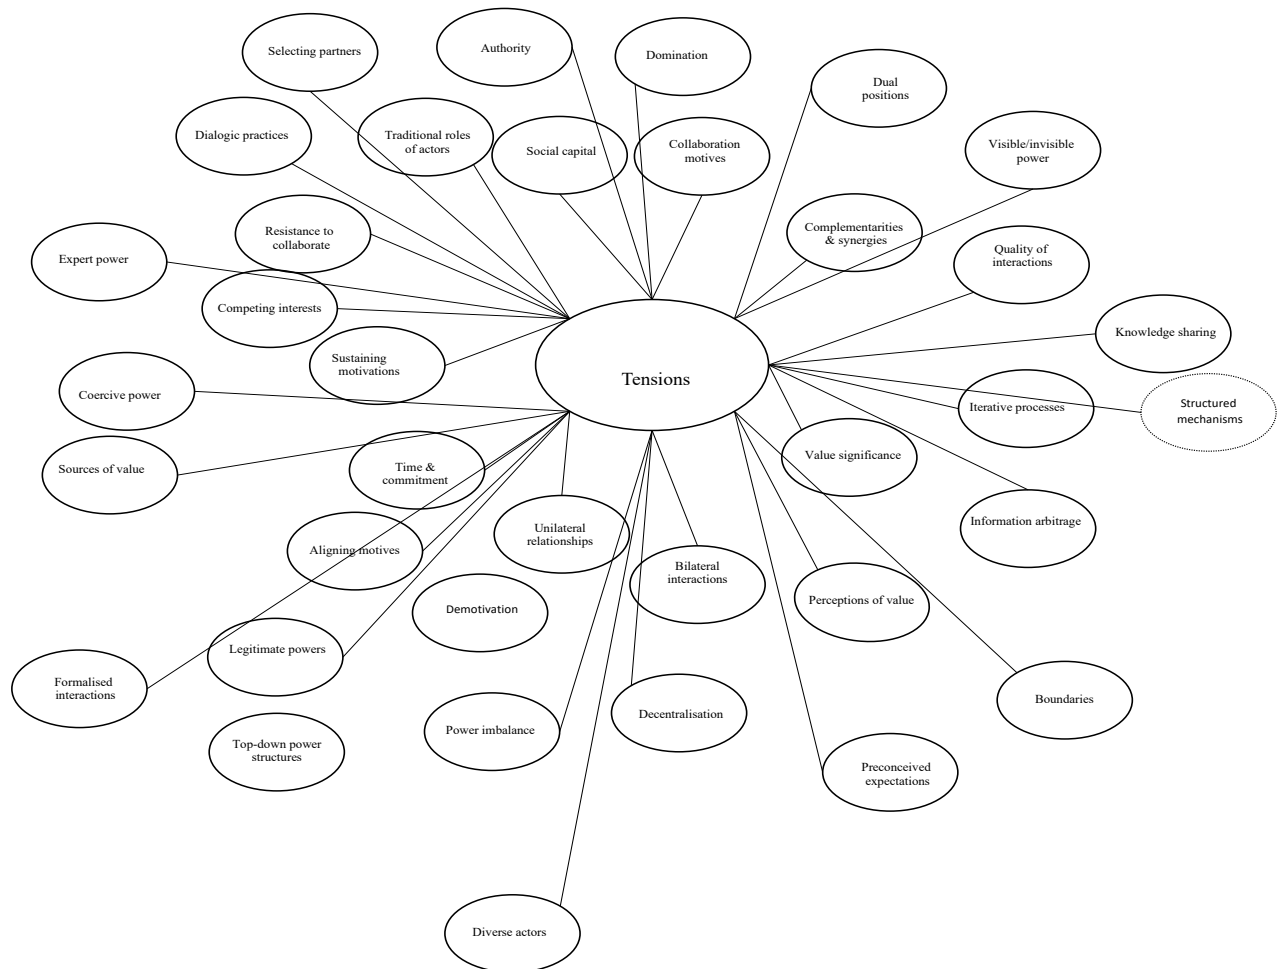 Selecting partners
Authority
Domination
Dual
positions
Dialogic practices
Traditional roles
of actors
Social capital
Collaboration
motives
Visible/invisible
power
Resistance to
collaborate
Complementarities
& synergies
Quality of
interactions
Expert power
Competing interests
Knowledge sharing
Sustaining
motivations
Tensions
Coercive power
Iterative processes
Structured
mechanisms
Sources of value
Time &
commitment
Value significance
Unilateral
relationships
Information arbitrage
Aligning motives
Bilateral
interactions
Demotivation
Perceptions of value
Legitimate powers
Formalised
interactions
Boundaries
Power imbalance
Decentralisation
Top-down power
structures
Preconceived
expectations
Diverse actors